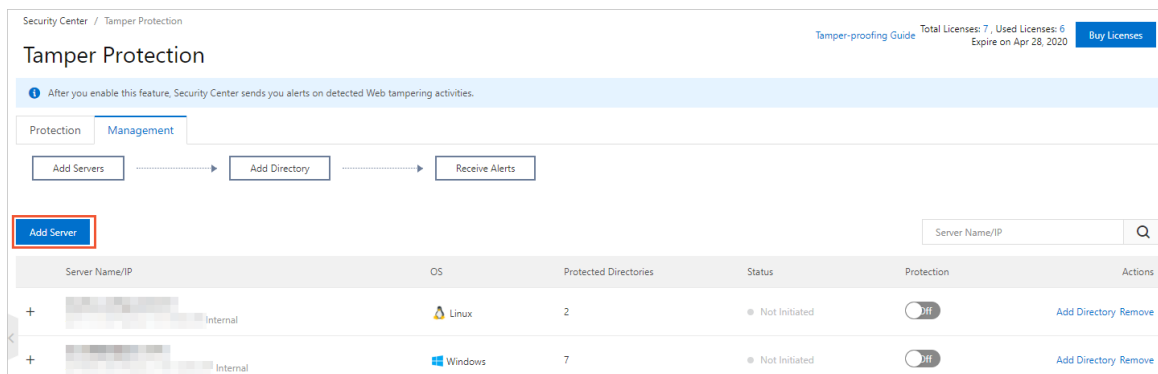 Security Center / Tamper Protection
Tamper Protection
Tamper-proofing Guide
Total Licenses: 7 , Used Licenses: 6
Expire on Apr 28, 2020
Buy Licenses
After you enable this feature, Security Center sends you alerts on detected Web tampering activities.
Protection Management
Add Servers Add Directory Receive Alerts
Add Server Server Name/IP
Server Name/IP OS Protected Directories Status Protection Actions
Internal Linux 2 Not Initiated Off Add Directory Remove
Internal Windows 7 Not Initiated Off Add Directory Remove